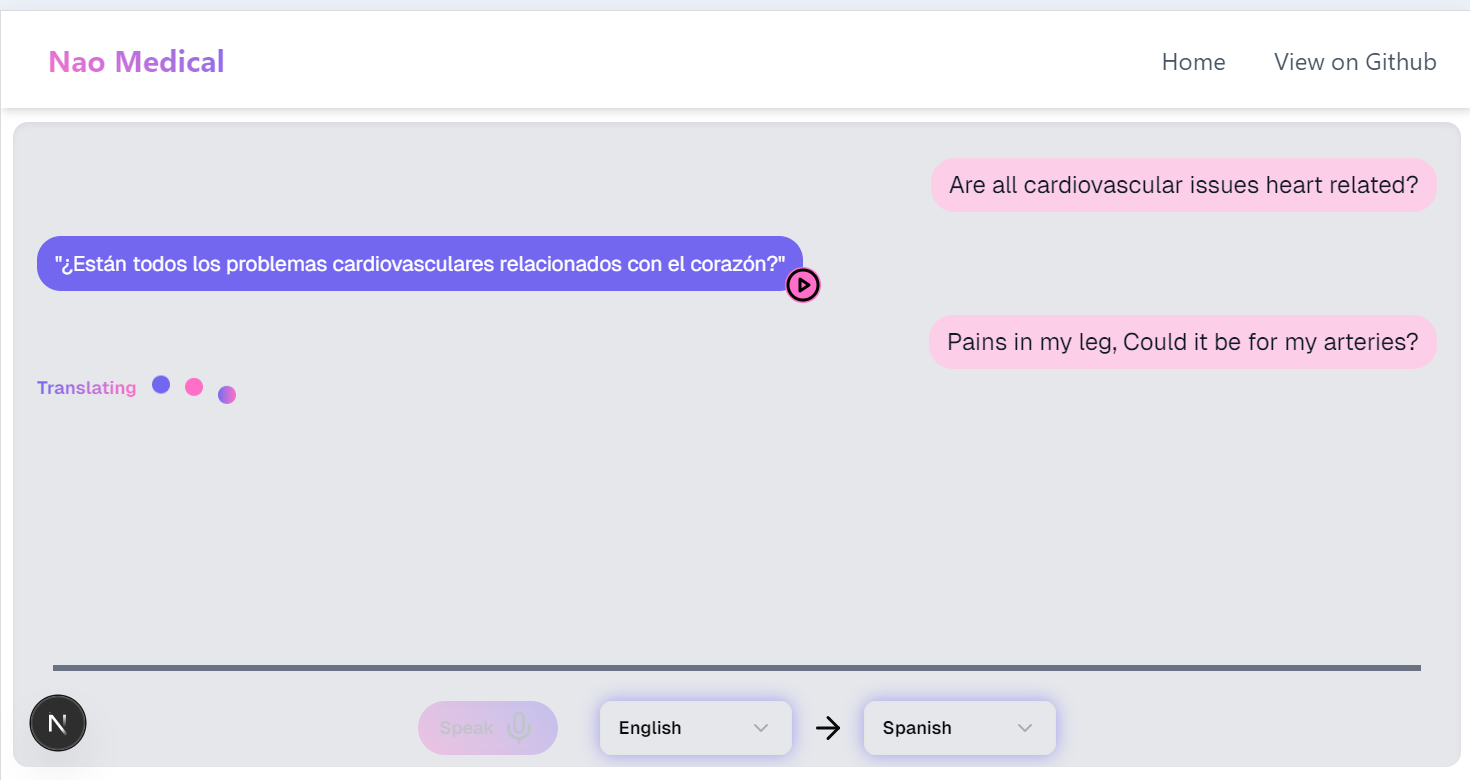 Nao Medical
Home
View on Github
Are all cardiovascular issues heart related?
"¿Están todos los problemas cardiovasculares relacionados con el corazón?"
Pains in my leg, Could it be for my arteries?
Translating
Speak
English
Spanish
N